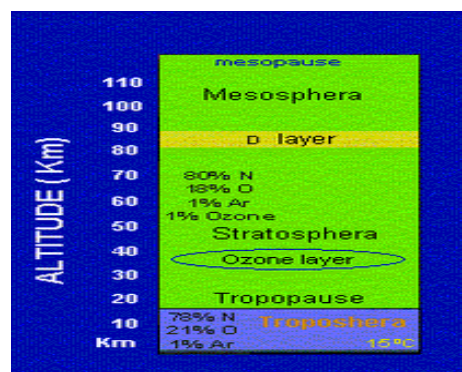 mesopause
110
Mesosphera
100
90
D layer
80
70
80% N
18% O
60
1% Ar
1% Ozone
50
Stratosphera
40
Ozone layer
30
20
Tropopause
78% N
10
21% O
Troposhera
Km
1% Ar
15ºC
ALTITUDE (Km)